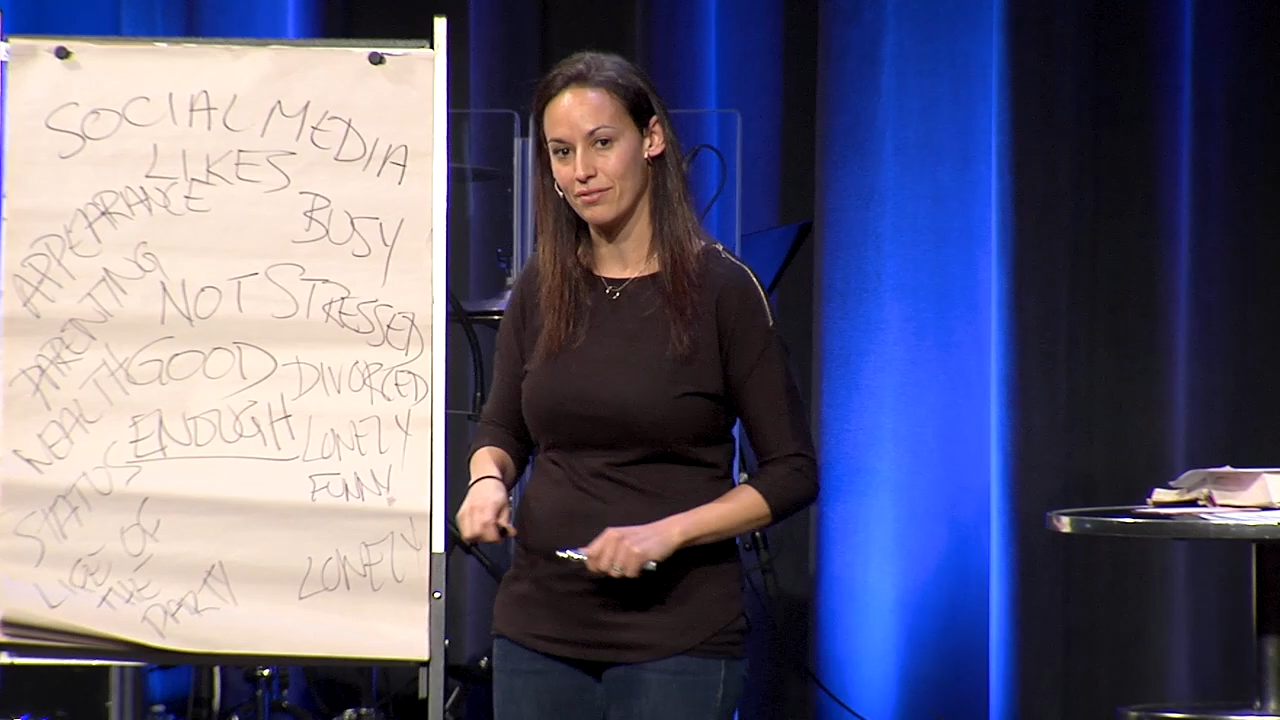 SOCIAL MEDIA
LIKES
APPEARANCE
BUSY
PARENTING
NOT STRESSED
HEALTH
GOOD
ENOUGH
DIVORCED
LONELY
FUNNY
STATUS
LIFE OF
THE
PARTY
LONELY